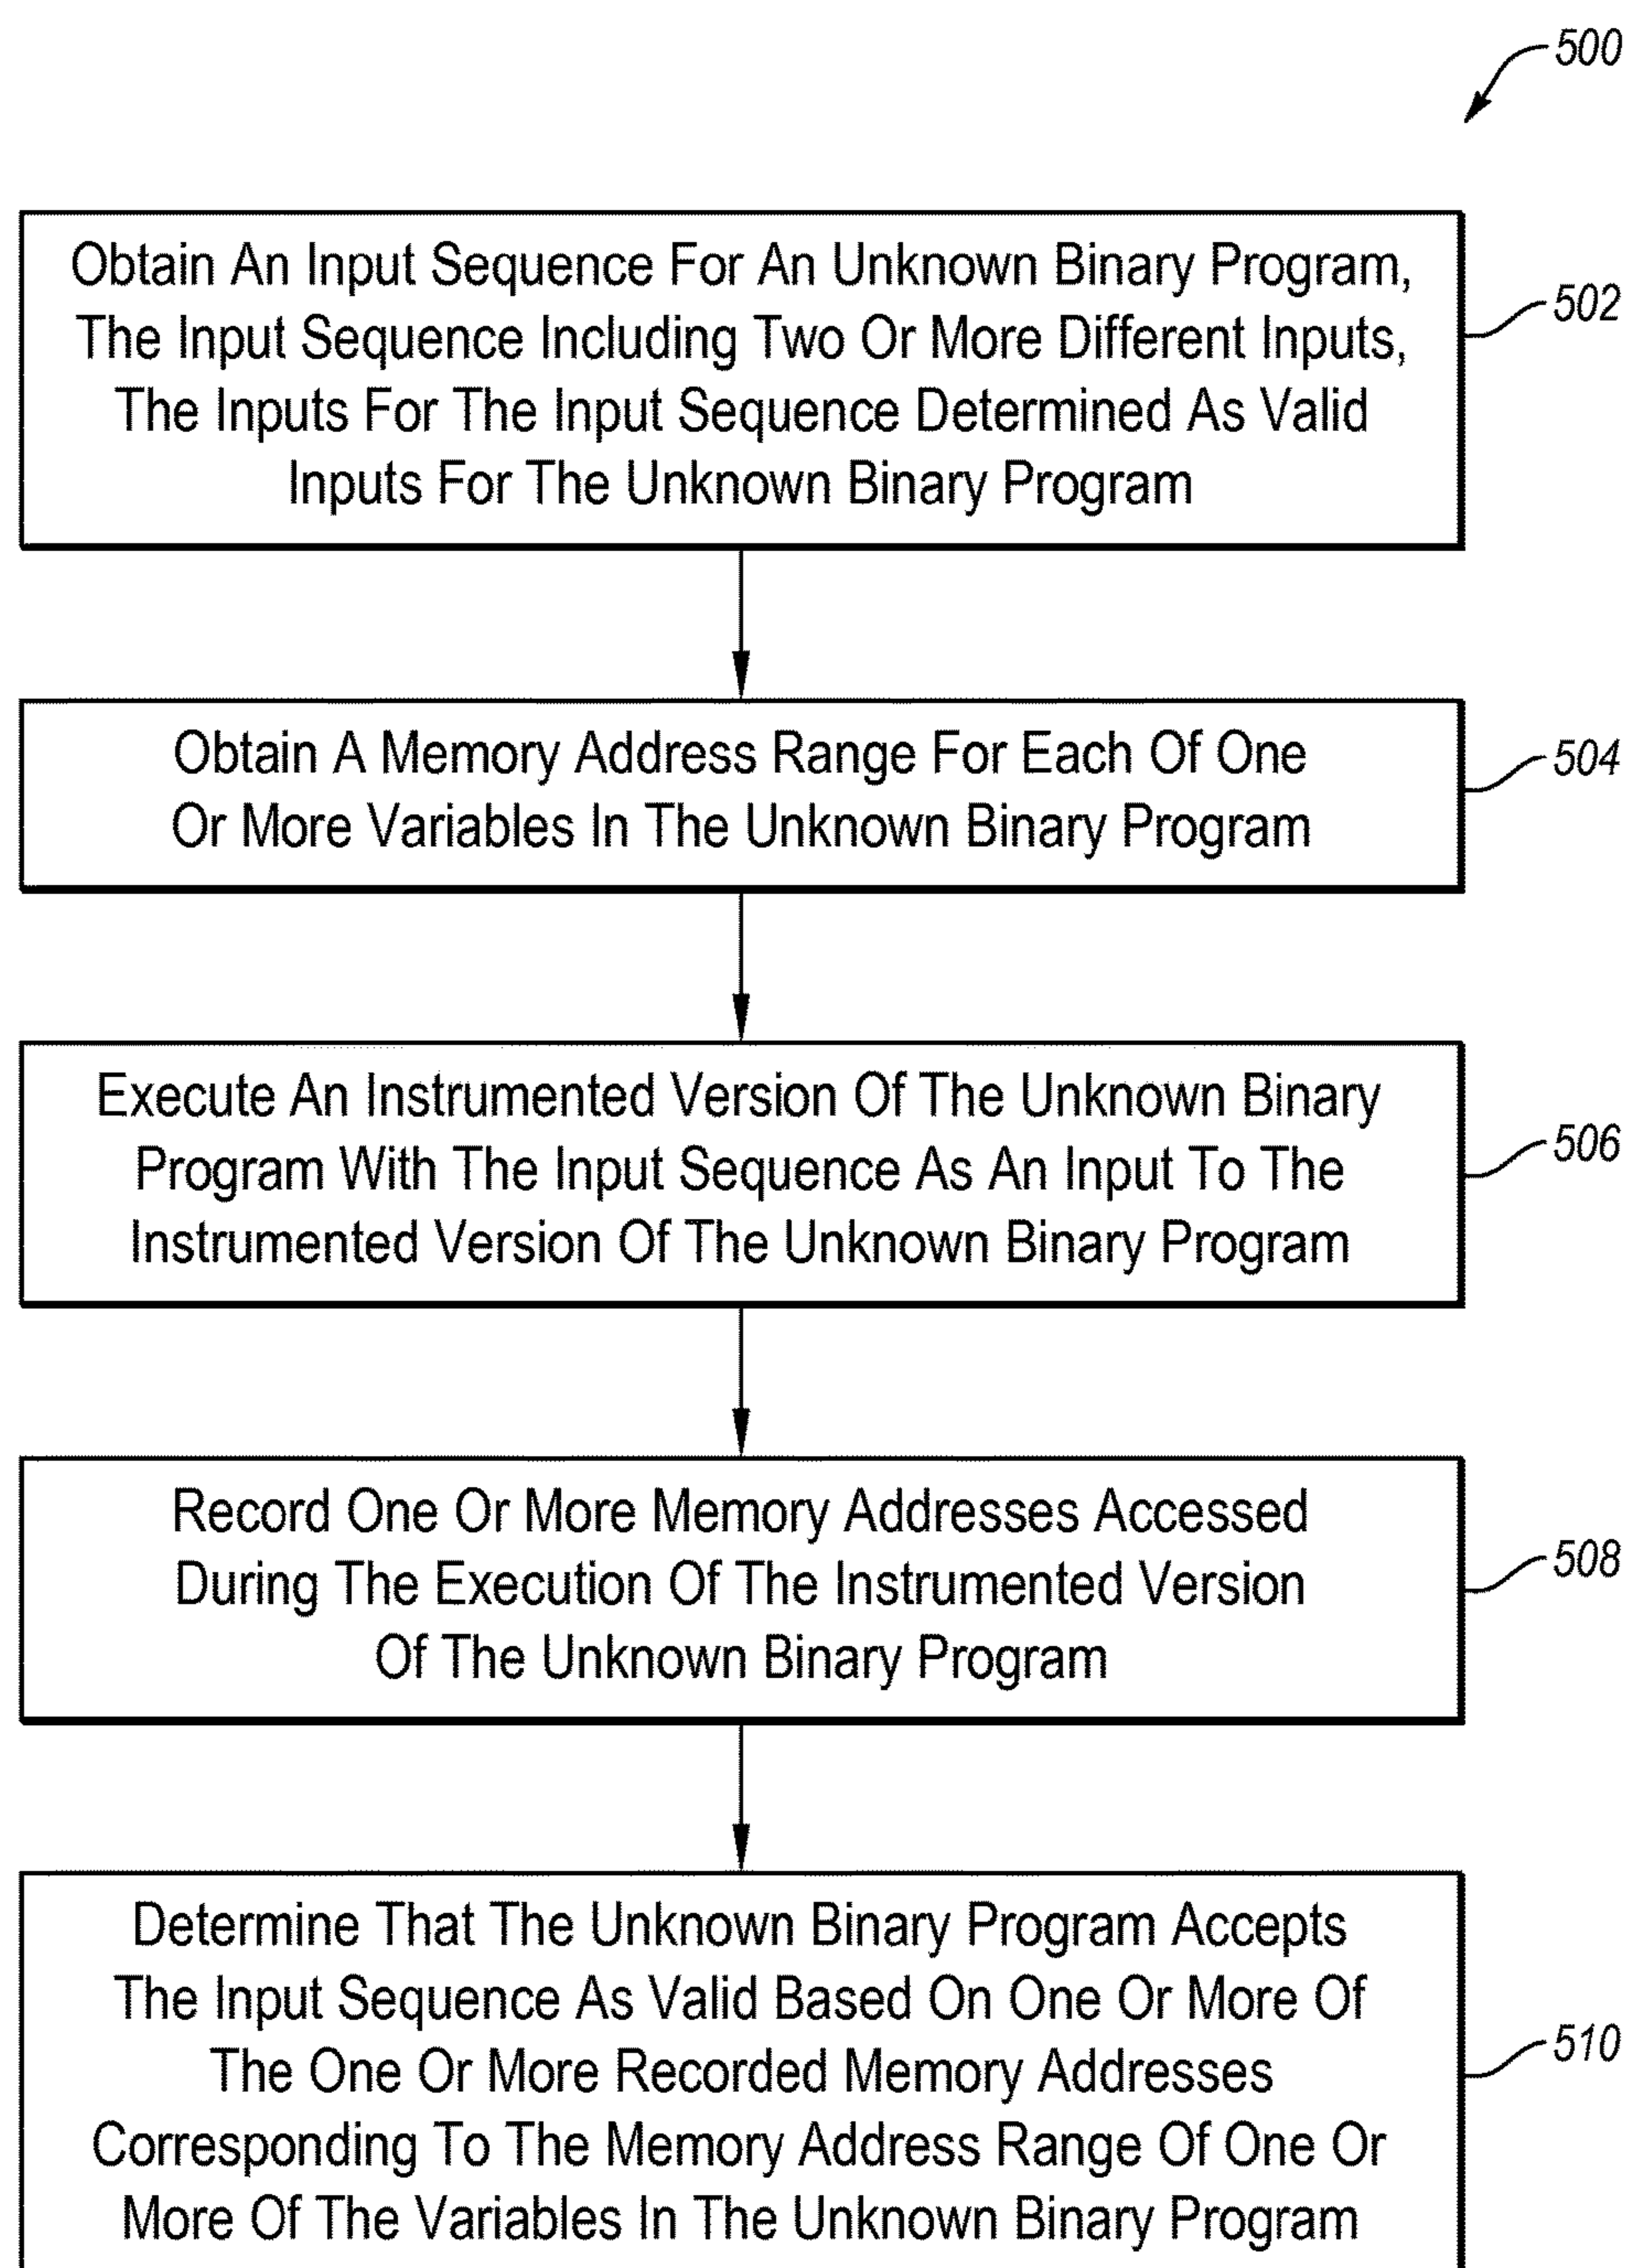 500
Obtain An Input Sequence For An Unknown Binary Program,
The Input Sequence Including Two Or More Different Inputs,
The Inputs For The Input Sequence Determined As Valid
Inputs For The Unknown Binary Program
502
Obtain A Memory Address Range For Each Of One
Or More Variables In The Unknown Binary Program
504
Execute An Instrumented Version Of The Unknown Binary
Program With The Input Sequence As An Input To The
Instrumented Version Of The Unknown Binary Program
506
Record One Or More Memory Addresses Accessed
During The Execution Of The Instrumented Version
Of The Unknown Binary Program
508
Determine That The Unknown Binary Program Accepts
The Input Sequence As Valid Based On One Or More Of
The One Or More Recorded Memory Addresses
Corresponding To The Memory Address Range Of One Or
More Of The Variables In The Unknown Binary Program
510